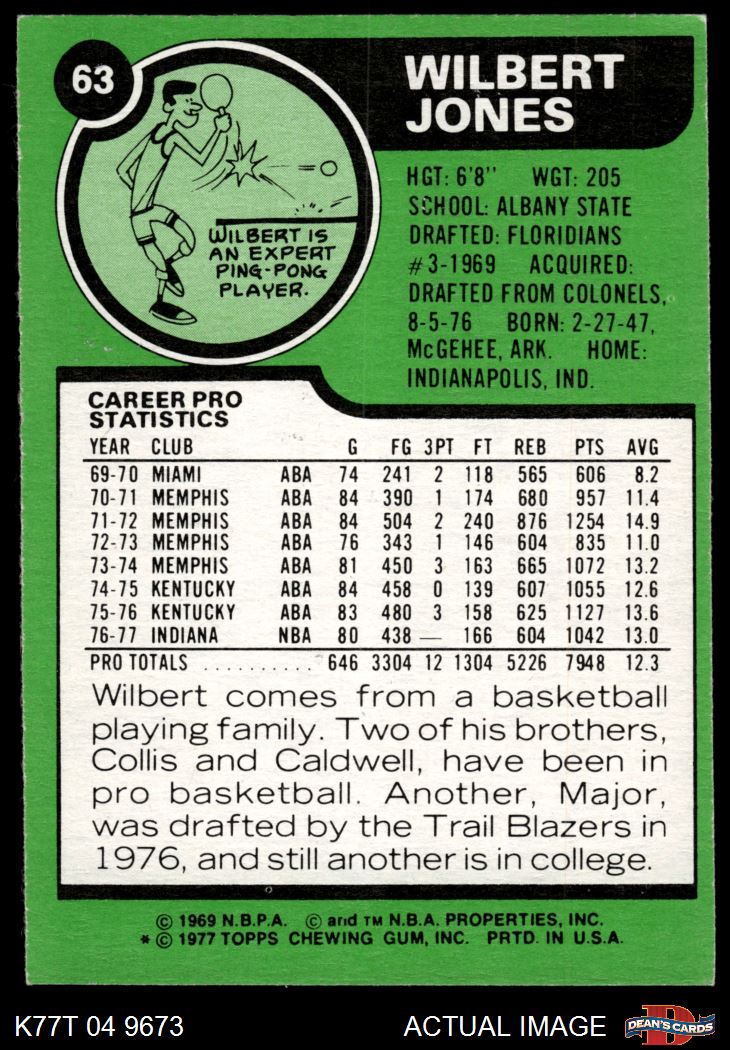 63
WILBERT
JONES
WILBERT IS
AN EXPERT
PING-PONG
PLAYER.
HGT: 6'8" WGT: 205
SCHOOL: ALBANY STATE
DRAFTED: FLORIDIANS
#3-1969 ACQUIRED:
DRAFTED FROM COLONELS,
8-5-76 BORN: 2-27-47,
McGEHEE, ARK. HOME:
INDIANAPOLIS, IND.
CAREER PRO
STATISTICS
YEAR CLUB G FG 3PT FT REB PTS AVG
69-70 MIAMI ABA 74 241 2 118 565 606 8.2
70-71 MEMPHIS ABA 84 390 1 174 680 957 11.4
71-72 MEMPHIS ABA 84 504 2 240 876 1254 14.9
72-73 MEMPHIS ABA 76 343 1 146 604 835 11.0
73-74 MEMPHIS ABA 81 450 3 163 665 1072 13.2
74-75 KENTUCKY ABA 84 458 0 139 607 1055 12.6
75-76 KENTUCKY ABA 83 480 3 158 625 1127 13.6
76-77 INDIANA NBA 80 438 — 166 604 1042 13.0
PRO TOTALS .......... 646 3304 12 1304 5226 7948 12.3
Wilbert comes from a basketball
playing family. Two of his brothers,
Collis and Caldwell, have been in
pro basketball. Another, Major,
was drafted by the Trail Blazers in
1976, and still another is in college.
© 1969 N.B.P.A. © and TM N.B.A. PROPERTIES, INC.
* © 1977 TOPPS CHEWING GUM, INC. PRTD. IN U.S.A.
K77T 04 9673 ACTUAL IMAGE D DEAN'S CARDS